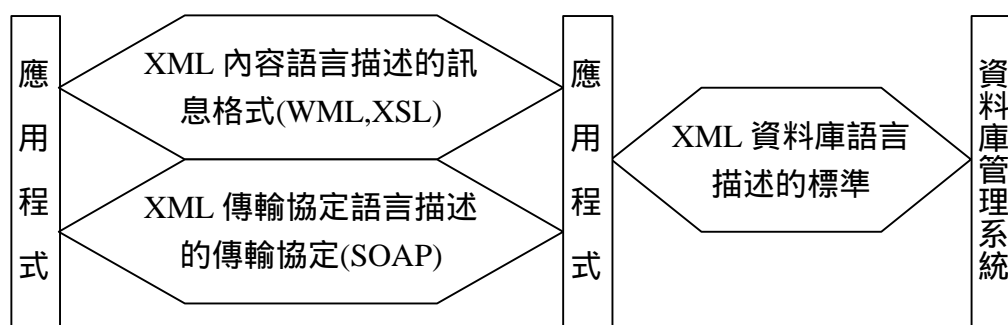 應用程式
XML 內容語言描述的訊
息格式(WML,XSL)
XML 傳輸協定語言描述
的傳輸協定(SOAP)
應用程式
XML 資料庫語言
描述的標準
資料庫管理系統